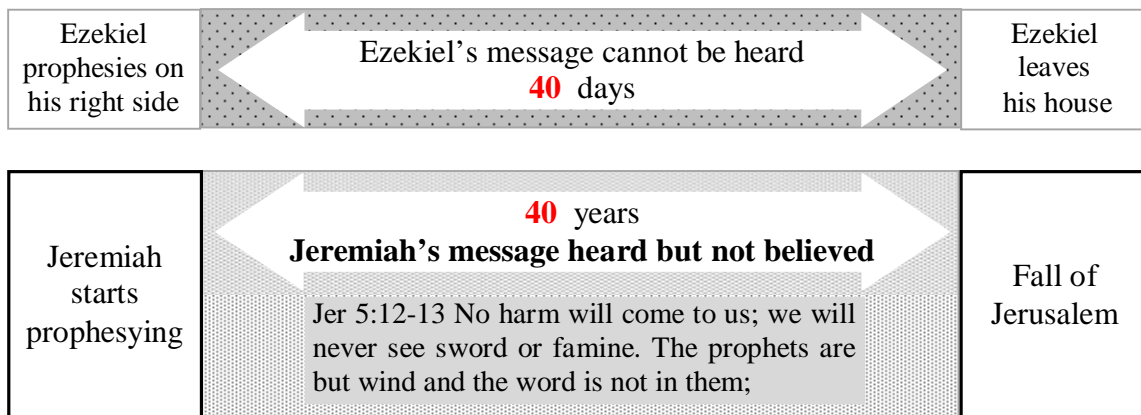 Ezekiel
prophesies on
his right side
Ezekiel’s message cannot be heard
40 days
Ezekiel
leaves
his house
Jeremiah
starts
prophesying
40 years
Jeremiah’s message heard but not believed
Jer 5:12-13 No harm will come to us; we will
never see sword or famine. The prophets are
but wind and the word is not in them;
Fall of
Jerusalem